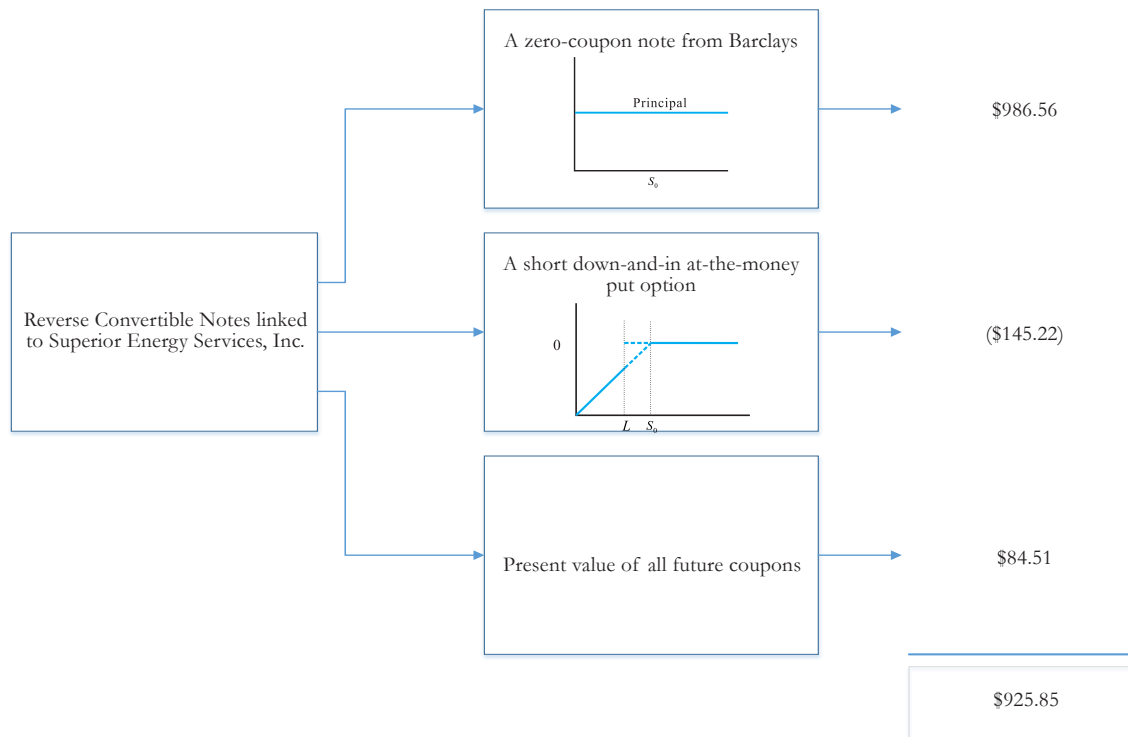 A zero-coupon note from Barclays
Principal
S₀
$986.56
Reverse Convertible Notes linked
to Superior Energy Services, Inc.
A short down-and-in at-the-money
put option
0
L S₀
($145.22)
Present value of all future coupons
$84.51
$925.85